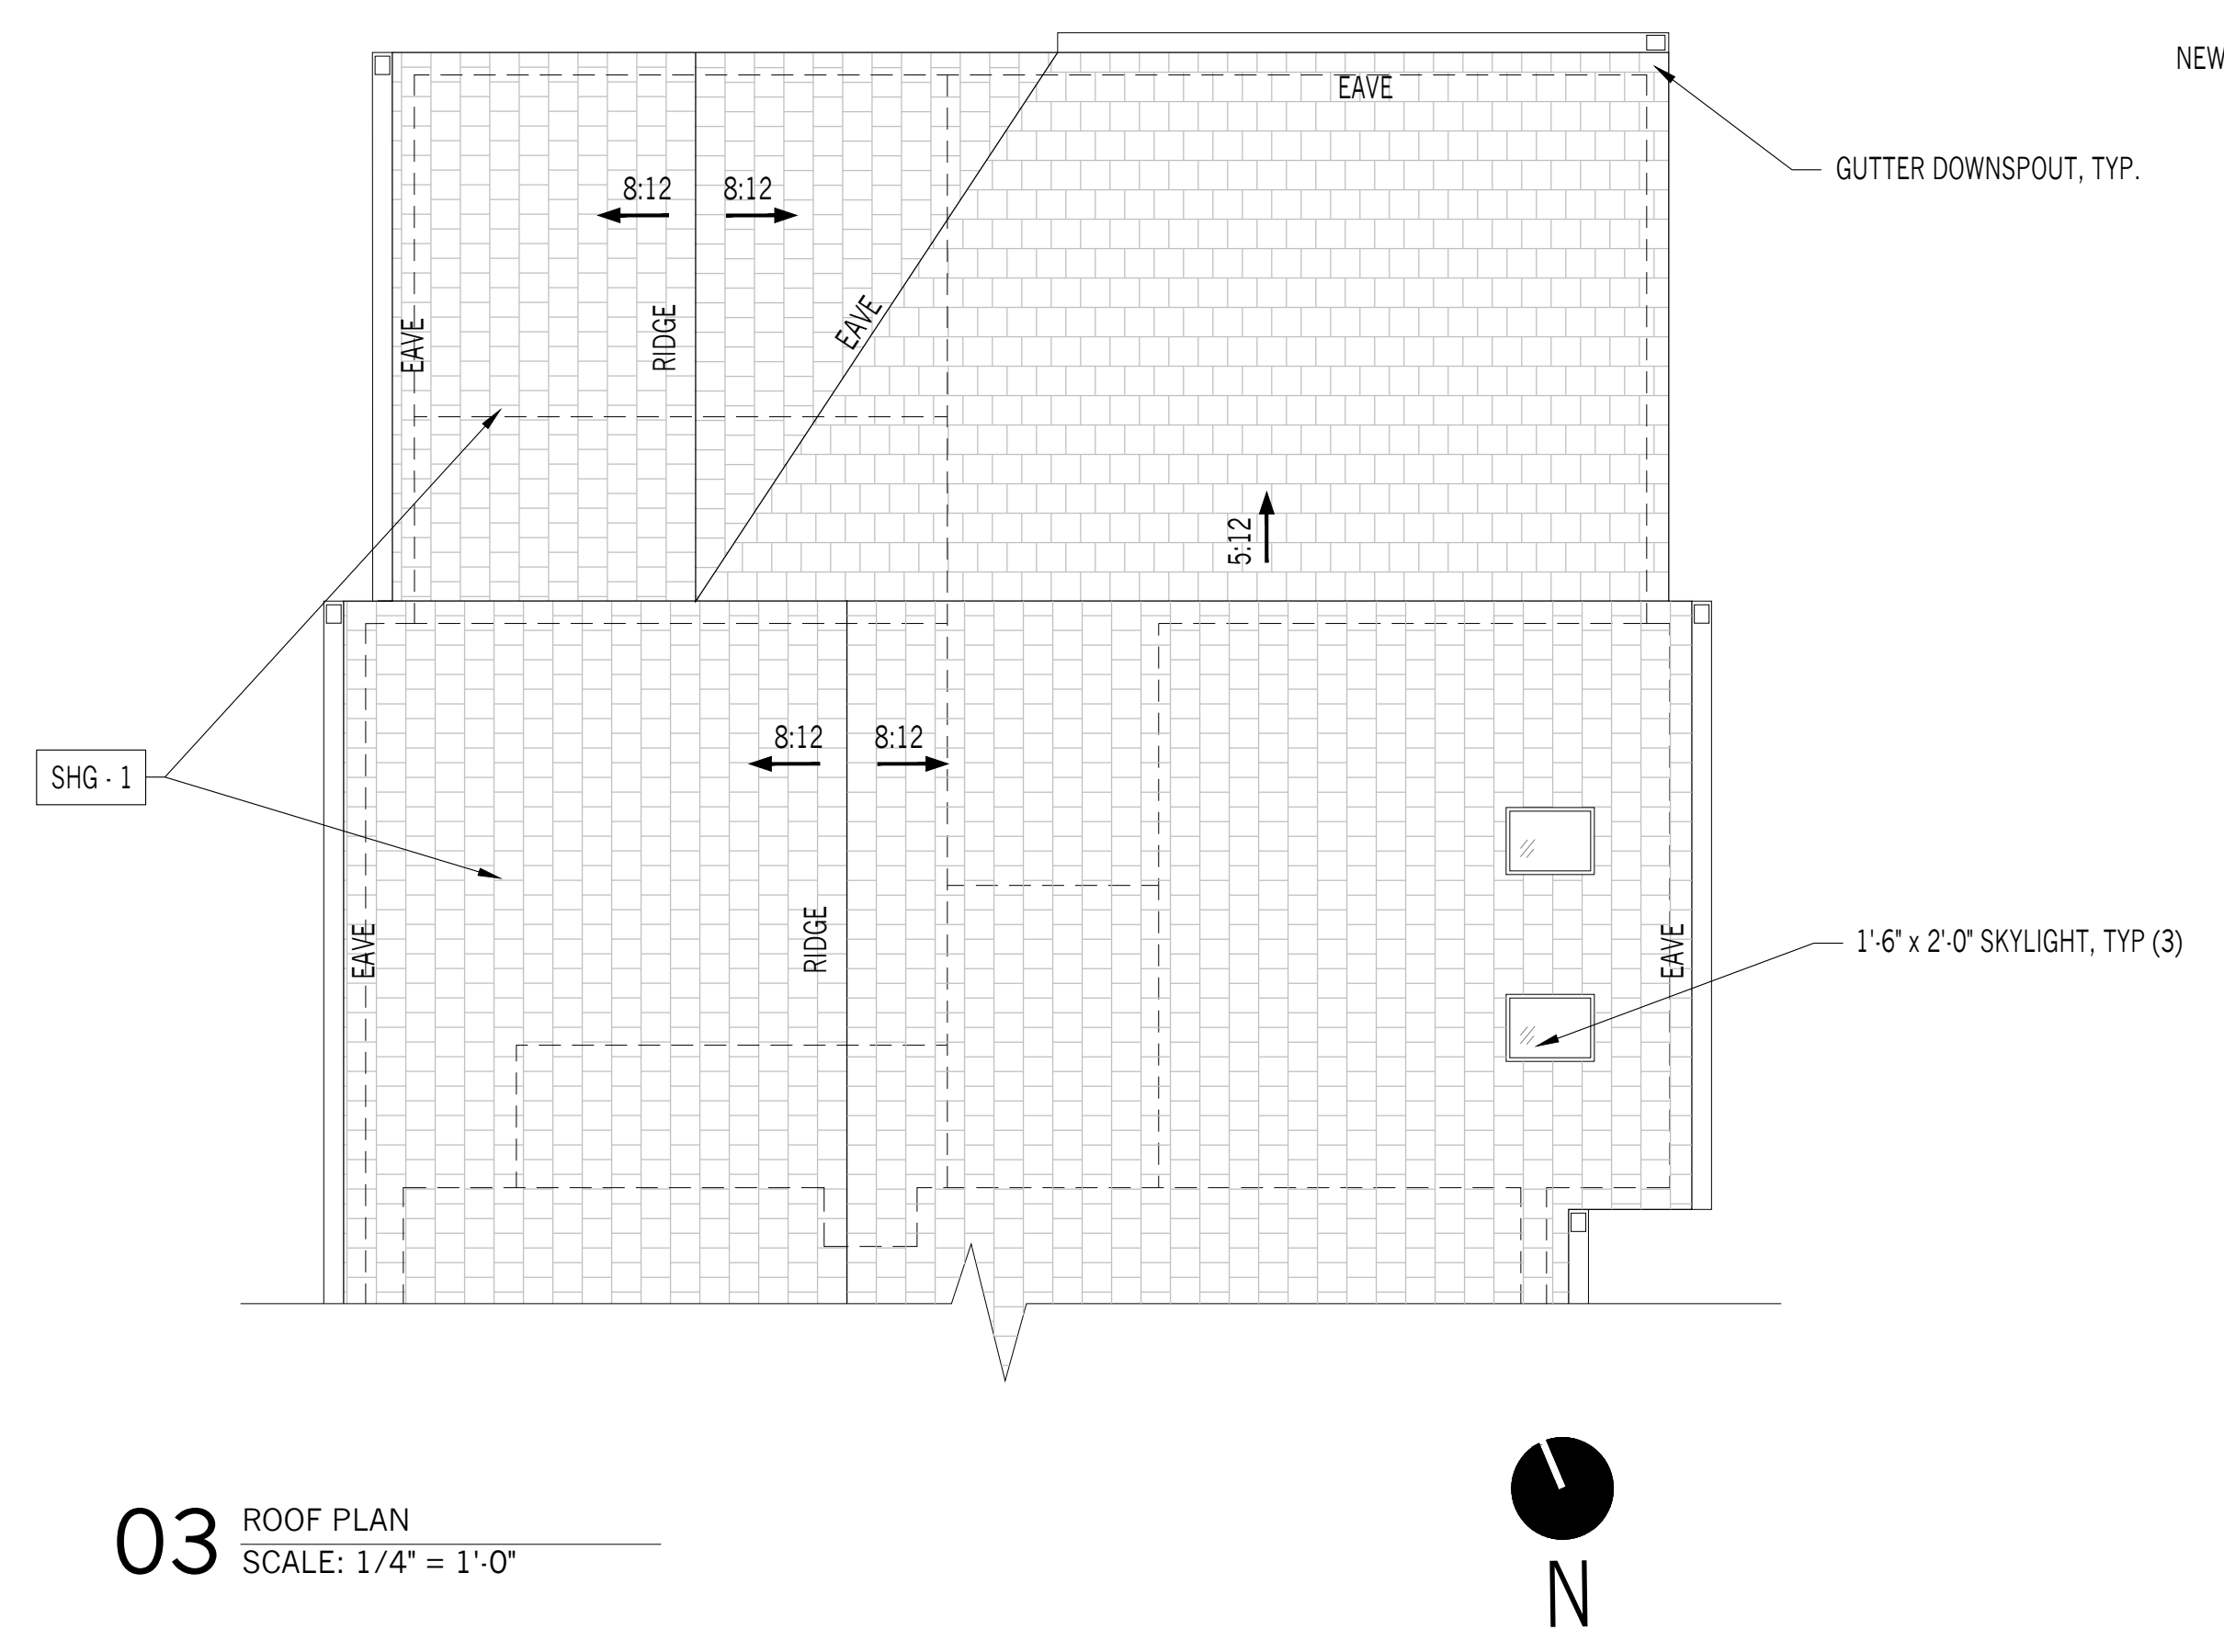 NEW
EAVE
GUTTER DOWNSPOUT, TYP.
8:12
8:12
EAVE
RIDGE
EAVE
5:12
8:12
8:12
SHG - 1
EAVE
RIDGE
EAVE
1'-6" x 2'-0" SKYLIGHT, TYP (3)
03
ROOF PLAN
SCALE: 1/4" = 1'-0"
N